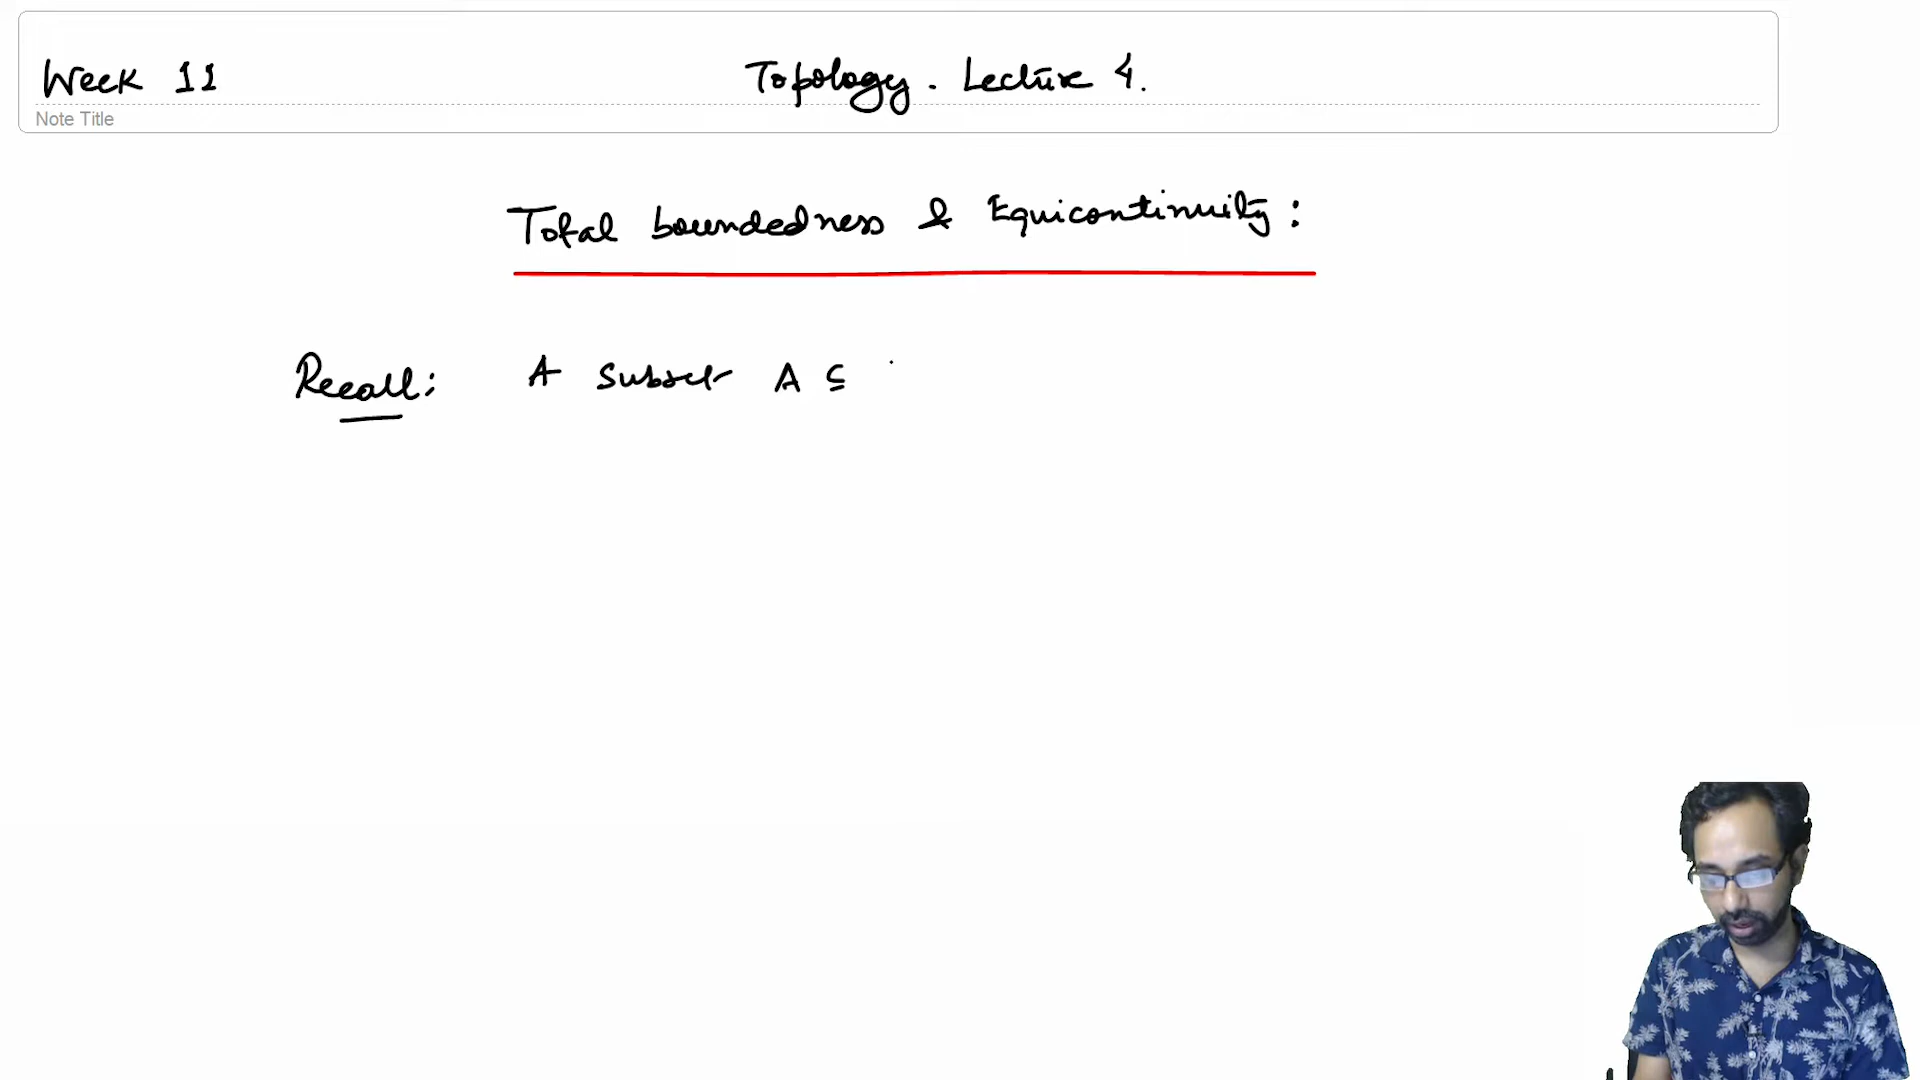 Week 11
Topology. Lecture 4.
Note Title
Total boundedness & Equicontinuity:
Recall: A subset A ⊆